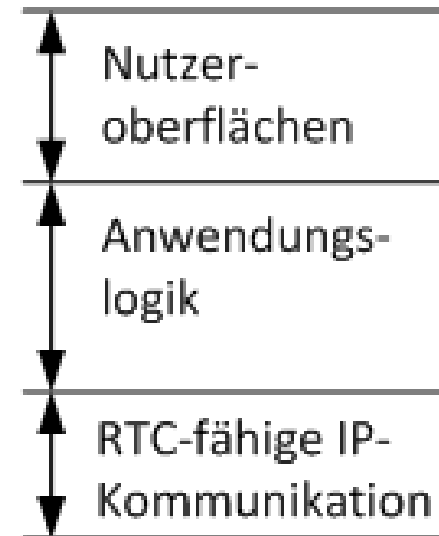 Nutzer-
oberflächen
Anwendungs-
logik
RTC-fähige IP-
Kommunikation